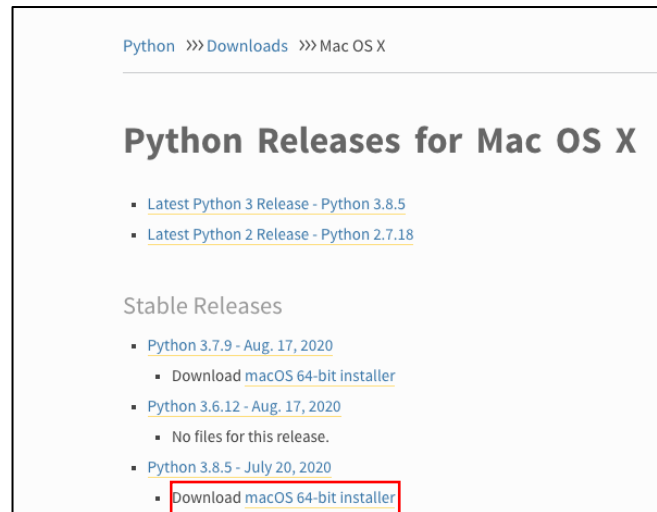 Python >>> Downloads >>> Mac OS X
Python Releases for Mac OS X
Latest Python 3 Release - Python 3.8.5
Latest Python 2 Release - Python 2.7.18
Stable Releases
Python 3.7.9 - Aug. 17, 2020
Download macOS 64-bit installer
Python 3.6.12 - Aug. 17, 2020
No files for this release.
Python 3.8.5 - July 20, 2020
Download macOS 64-bit installer